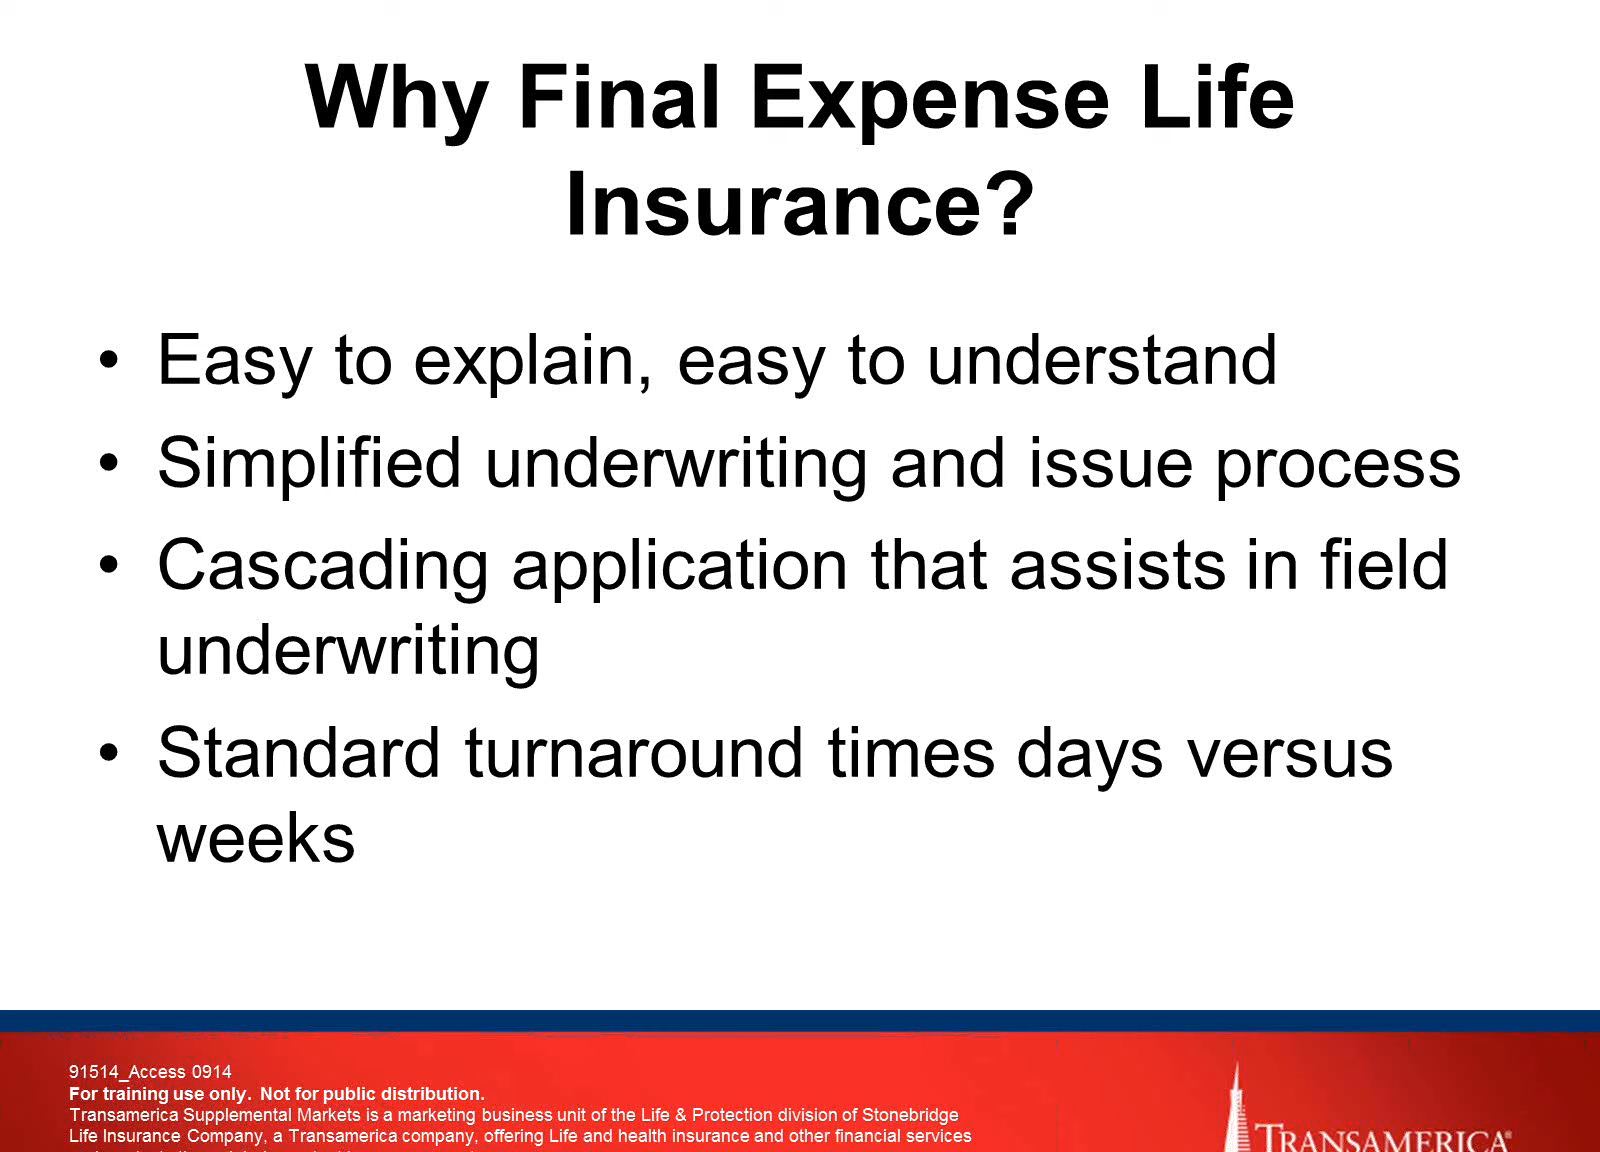 Why Final Expense Life
Insurance?
• Easy to explain, easy to understand
• Simplified underwriting and issue process
• Cascading application that assists in field
underwriting
• Standard turnaround times days versus
weeks
91514_Access 0914
For training use only. Not for public distribution.
Transamerica Supplemental Markets is a marketing business unit of the Life & Protection division of Stonebridge
Life Insurance Company, a Transamerica company, offering Life and health insurance and other financial services
TRANSAMERICA®